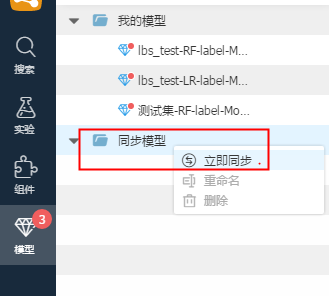 搜索
实验
组件
3
模型
我的模型
lbs_test-RF-label-M...
lbs_test-LR-label-M...
测试集-RF-label-Mo...
同步模型
立即同步 .
重命名
删除